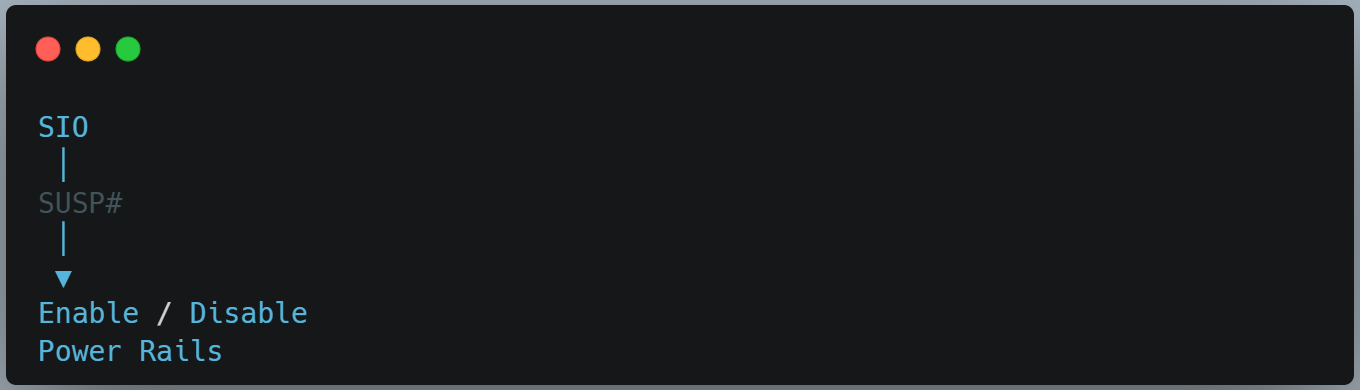 SIO
│
SUSP#
│
▼
Enable / Disable
Power Rails